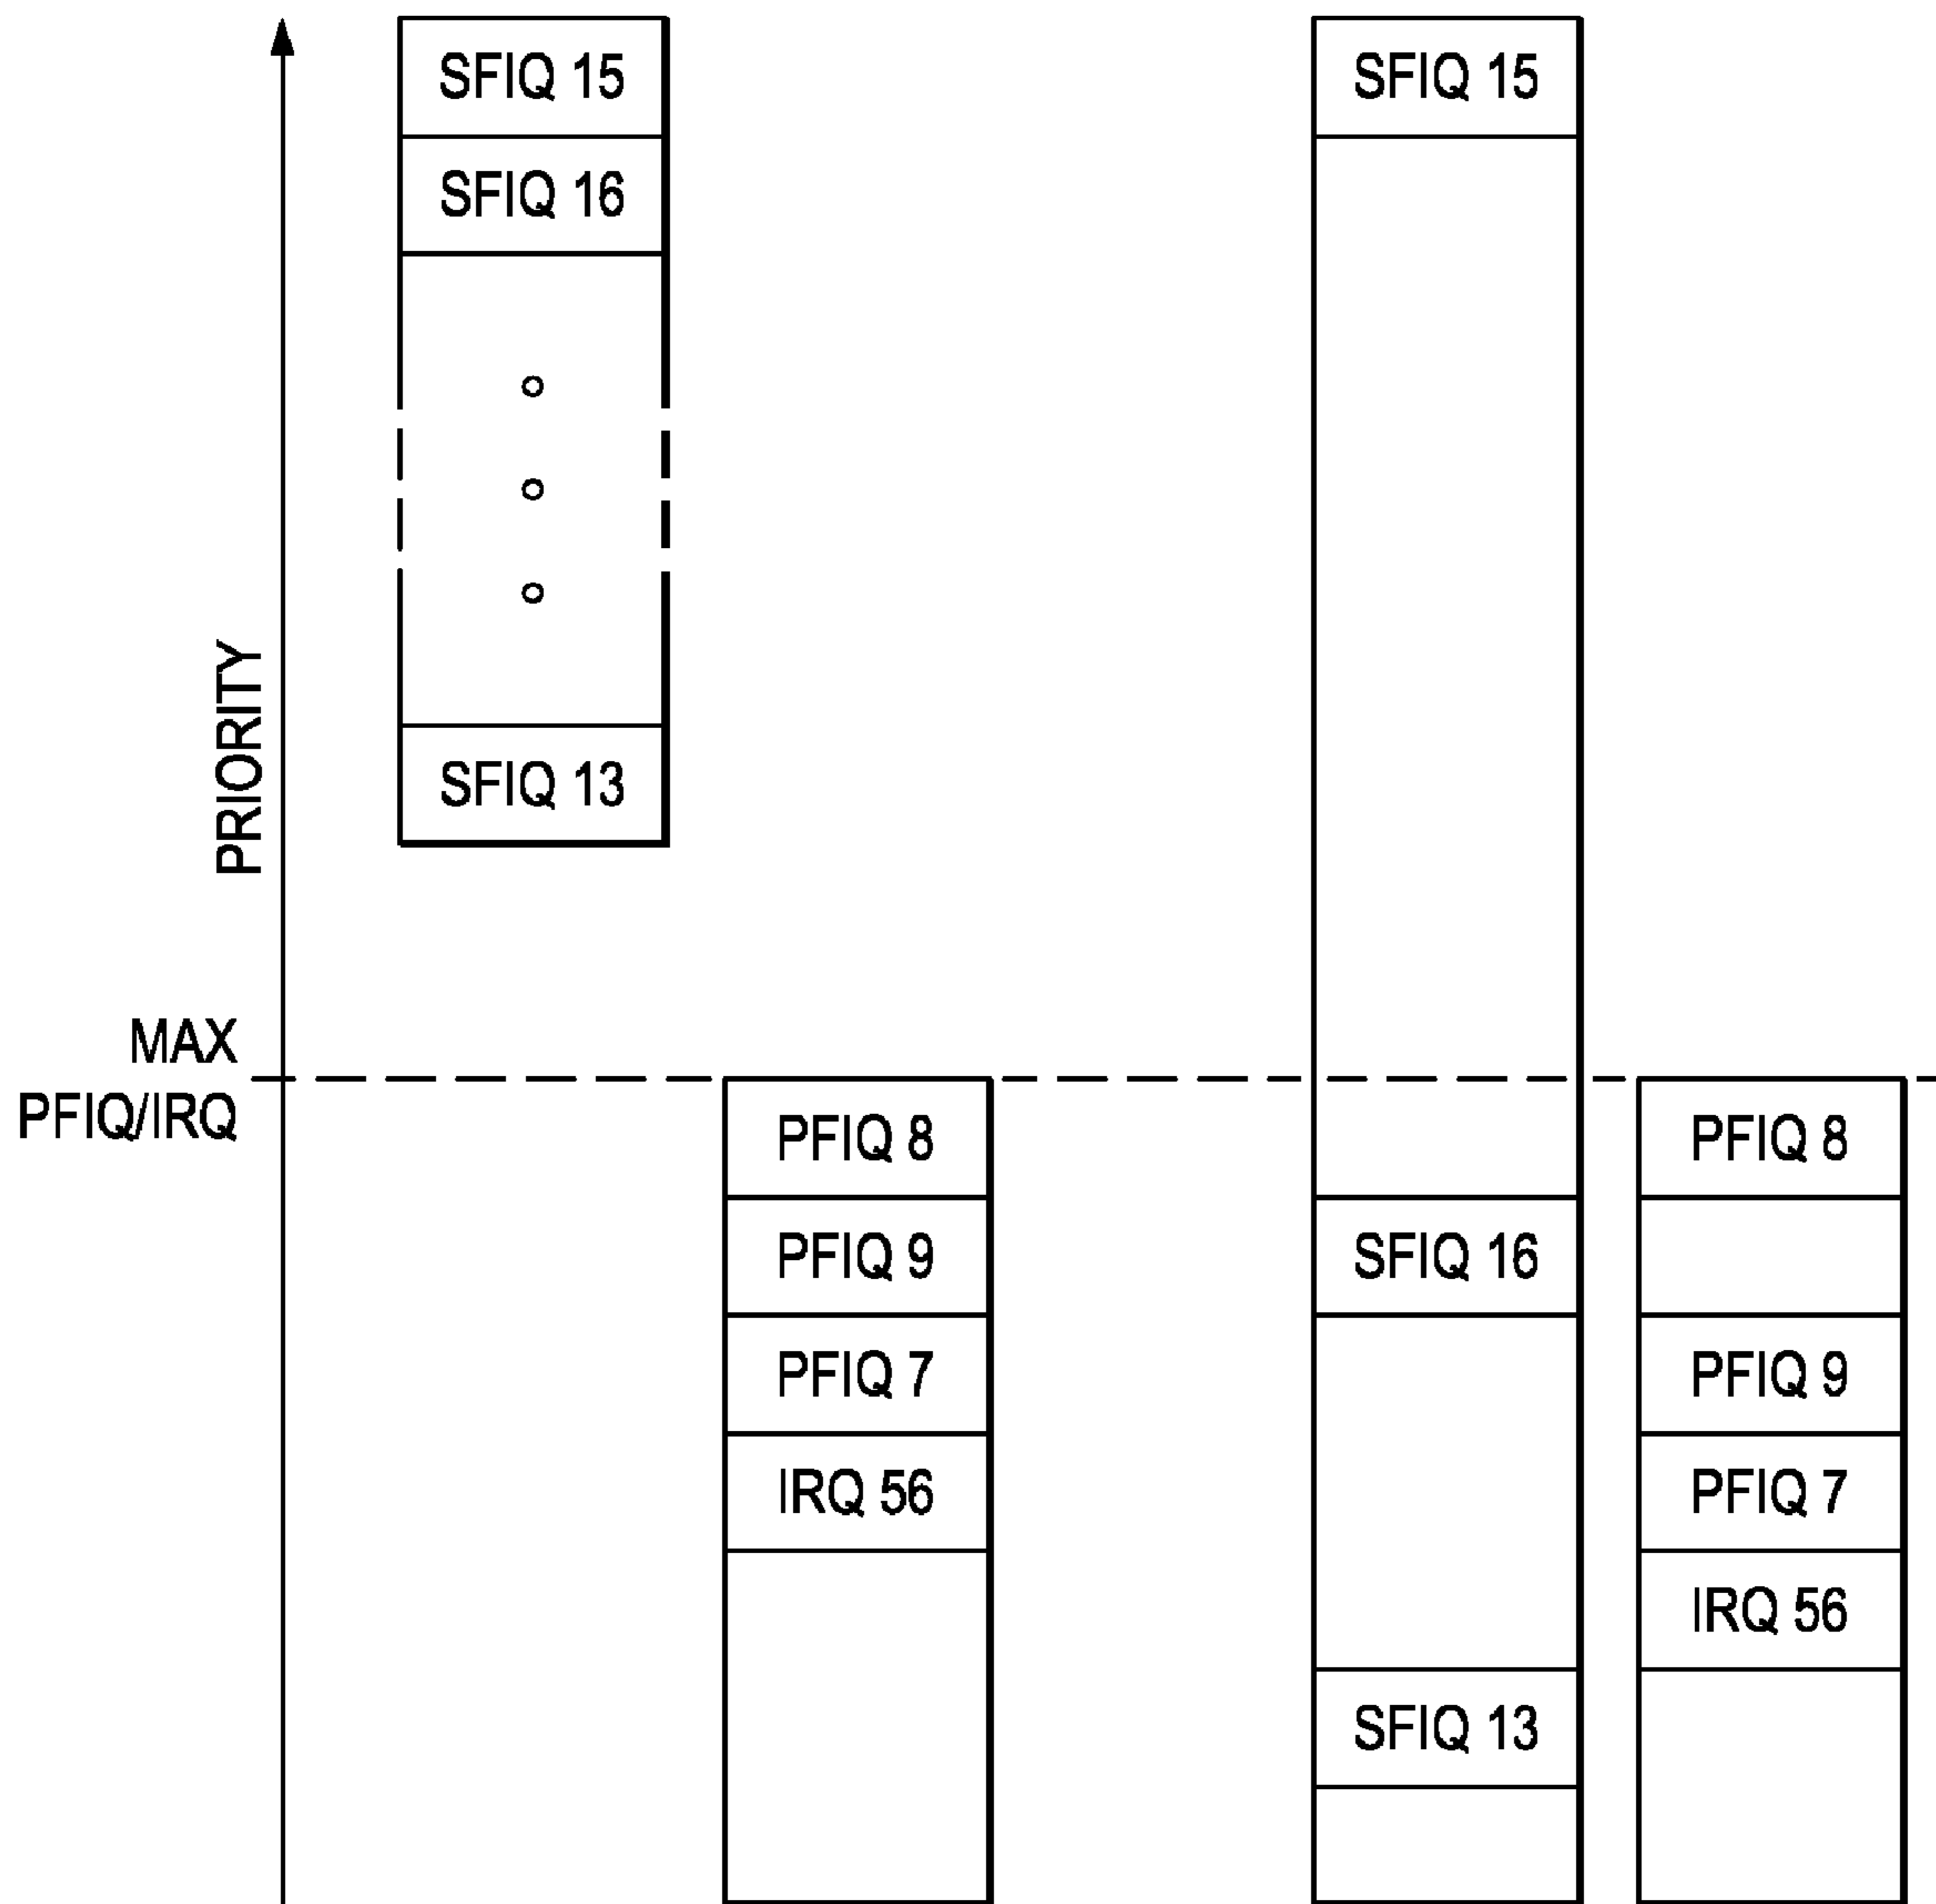 PRIORITY
MAX
PFIQ/IRQ
SFIQ 15
SFIQ 16
SFIQ 13
PFIQ 8
PFIQ 9
PFIQ 7
IRQ 56
SFIQ 15
SFIQ 16
SFIQ 13
PFIQ 8
PFIQ 9
PFIQ 7
IRQ 56